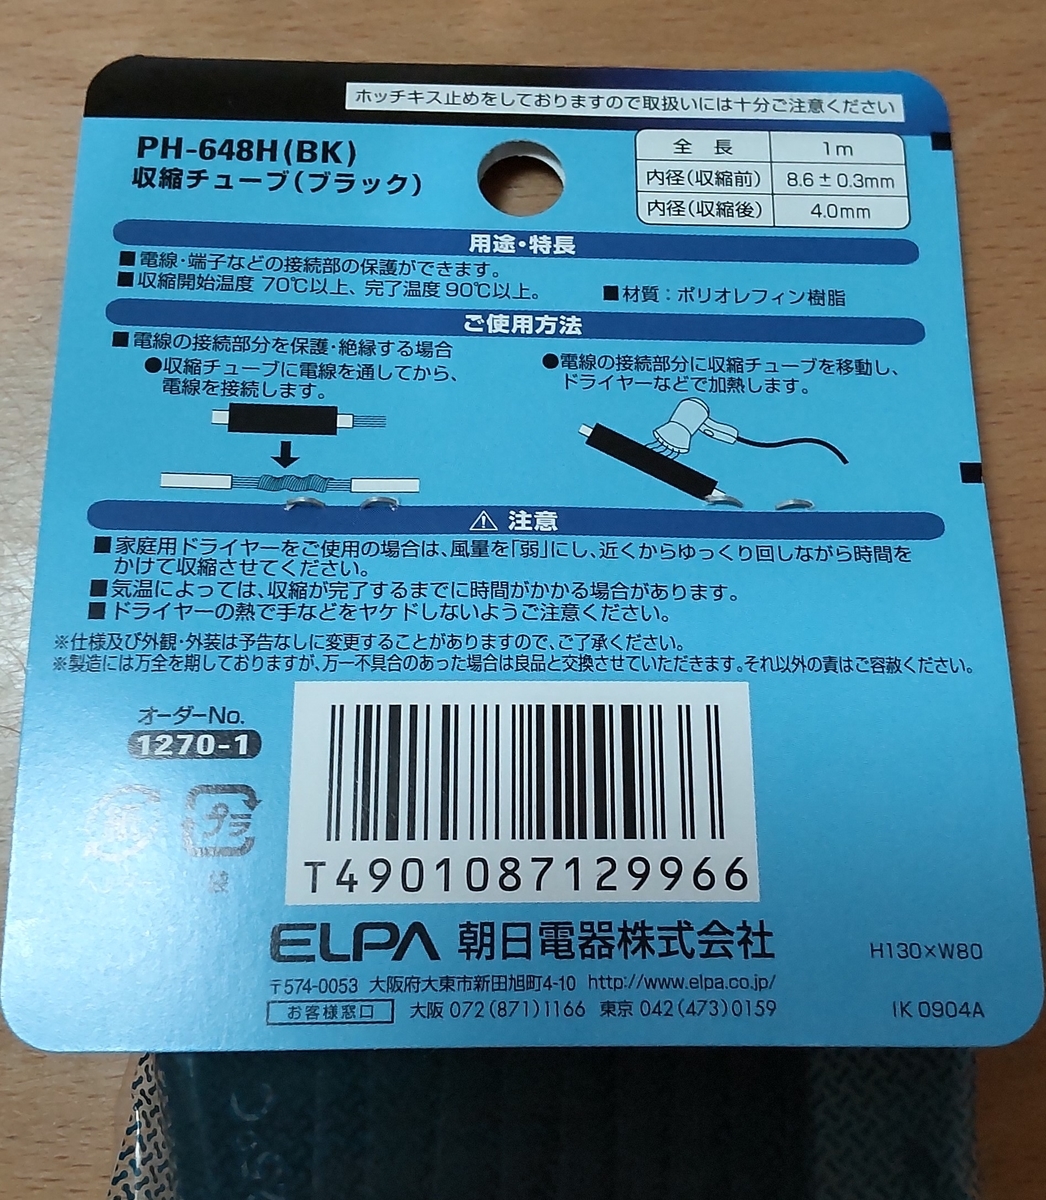 ホッチキス止めをしておりますので取扱いには十分ご注意ください
PH-648H(BK)
収縮チューブ(ブラック)
全 長 1m
内径(収縮前) 8.6±0.3mm
内径(収縮後) 4.0mm
用途・特長
■電線・端子などの接続部の保護ができます。
■収縮開始温度 70℃以上、完了温度90℃以上。 ■材質:ポリオレフィン樹脂
ご使用方法
■電線の接続部分を保護・絶縁する場合
●収縮チューブに電線を通してから、
電線を接続します。
●電線の接続部分に収縮チューブを移動し、
ドライヤーなどで加熱します。
⚠ 注意
■家庭用ドライヤーをご使用の場合は、風量を「弱」にし、近くからゆっくり回しながら時間を
かけて収縮させてください。
■気温によっては、収縮が完了するまでに時間がかかる場合があります。
■ドライヤーの熱で手などをヤケドしないようご注意ください。
※仕様及び外観・外装は予告なしに変更することがありますので、ご了承ください。
※製造には万全を期しておりますが、万一不具合のあった場合は良品と交換させていただきます。それ以外の責はご容赦ください。
オーダーNo.
1270-1
紙
プラ
袋
T4901087129966
ELPA 朝日電器株式会社
〒574-0053 大阪府大東市新田旭町4-10 http://www.elpa.co.jp/
お客様窓口 大阪 072(871)1166 東京 042(473)0159
H130×W80
IK 0904A